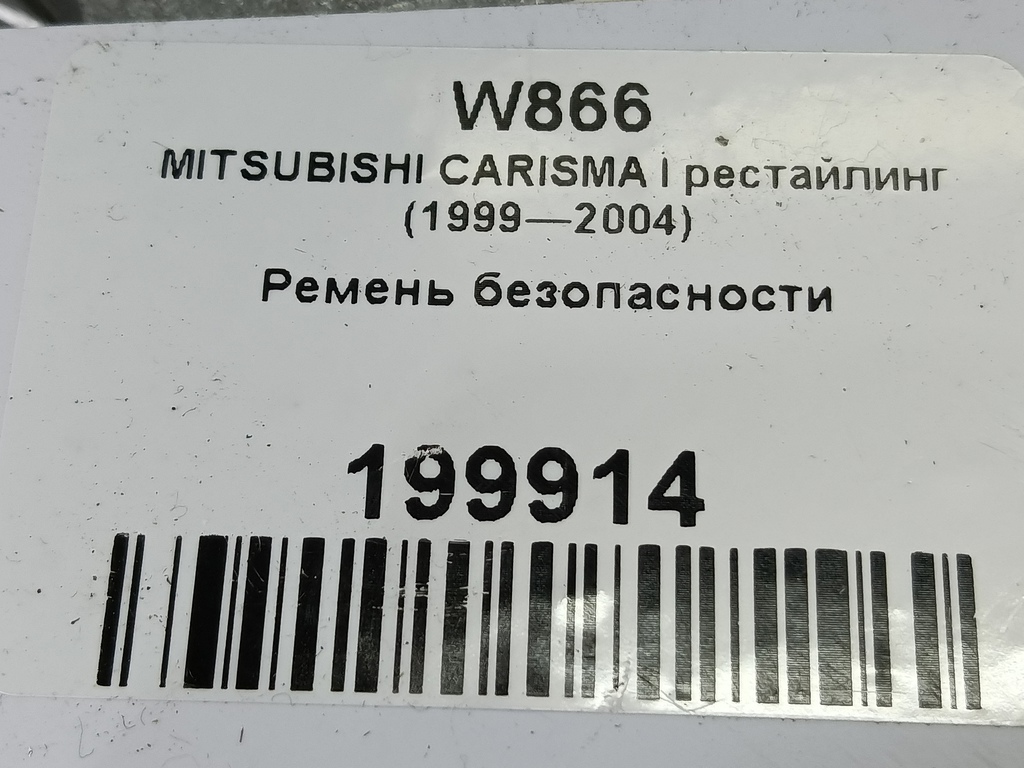 W866
MITSUBISHI CARISMA I рестайлинг
(1999—2004)
Ремень безопасности
199914